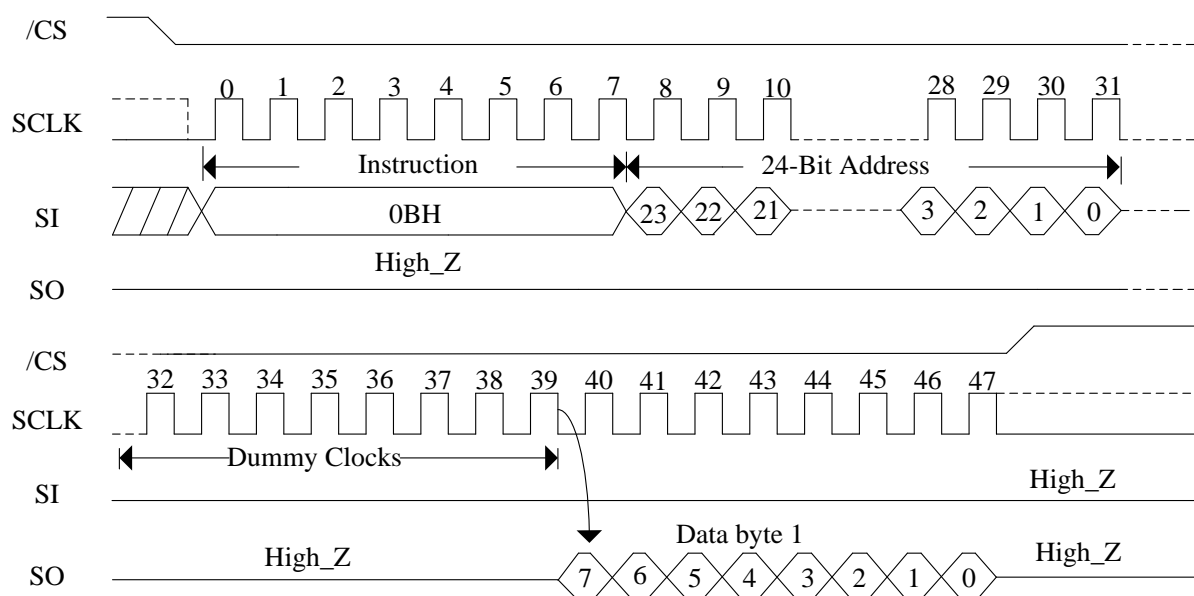 /CS
0 1 2 3 4 5 6 7 8 9 10 28 29 30 31
SCLK
Instruction 24-Bit Address
SI 0BH 23 22 21 3 2 1 0
High_Z
SO
/CS
32 33 34 35 36 37 38 39 40 41 42 43 44 45 46 47
SCLK
Dummy Clocks
SI High_Z
High_Z Data byte 1 High_Z
SO 7 6 5 4 3 2 1 0